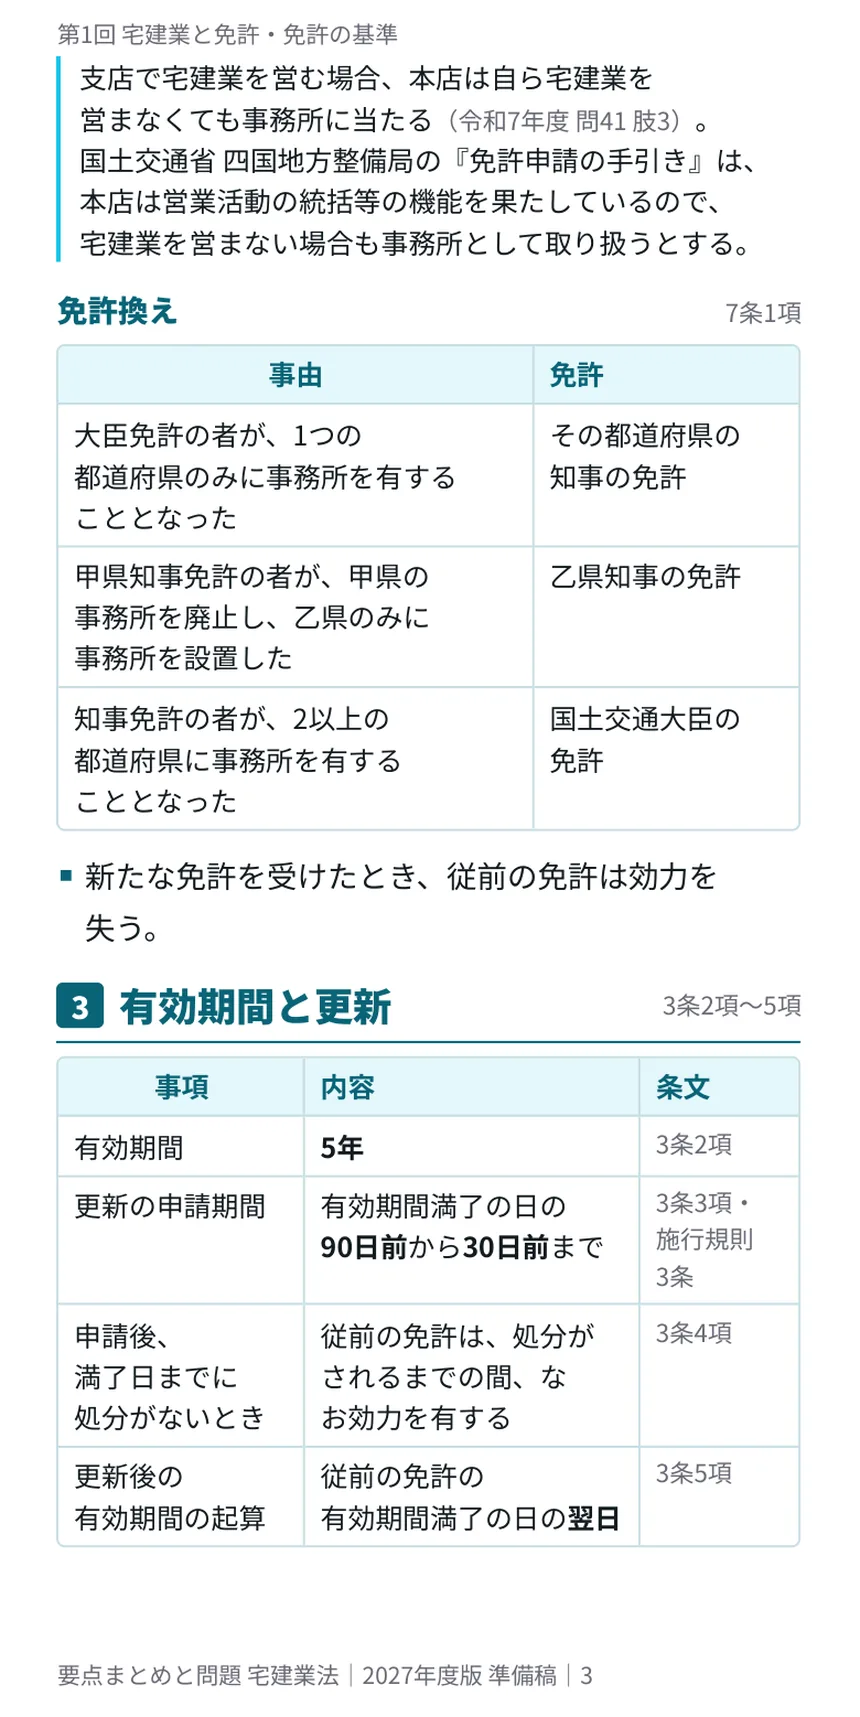 第1回 宅建業と免許・免許の基準
支店で宅建業を営む場合、本店は自ら宅建業を
営まなくても事務所に当たる（令和7年度 問41 肢3）。
国土交通省 四国地方整備局の『免許申請の手引き』は、
本店は営業活動の統括等の機能を果たしているので、
宅建業を営まない場合も事務所として取り扱うとする。
免許換え 7条1項
事由 免許
大臣免許の者が、1つの
都道府県のみに事務所を有する
こととなった
その都道府県の
知事の免許
甲県知事免許の者が、甲県の
事務所を廃止し、乙県のみに
事務所を設置した
乙県知事の免許
知事免許の者が、2以上の
都道府県に事務所を有する
こととなった
国土交通大臣の
免許
▪ 新たな免許を受けたとき、従前の免許は効力を
失う。
3 有効期間と更新 3条2項〜5項
事項 内容 条文
有効期間 5年 3条2項
更新の申請期間
有効期間満了の日の
90日前から30日前まで
3条3項・
施行規則
3条
申請後、
満了日までに
処分がないとき
従前の免許は、処分が
されるまでの間、な
お効力を有する
3条4項
更新後の
有効期間の起算
従前の免許の
有効期間満了の日の翌日
3条5項
要点まとめと問題 宅建業法｜2027年度版 準備稿｜3